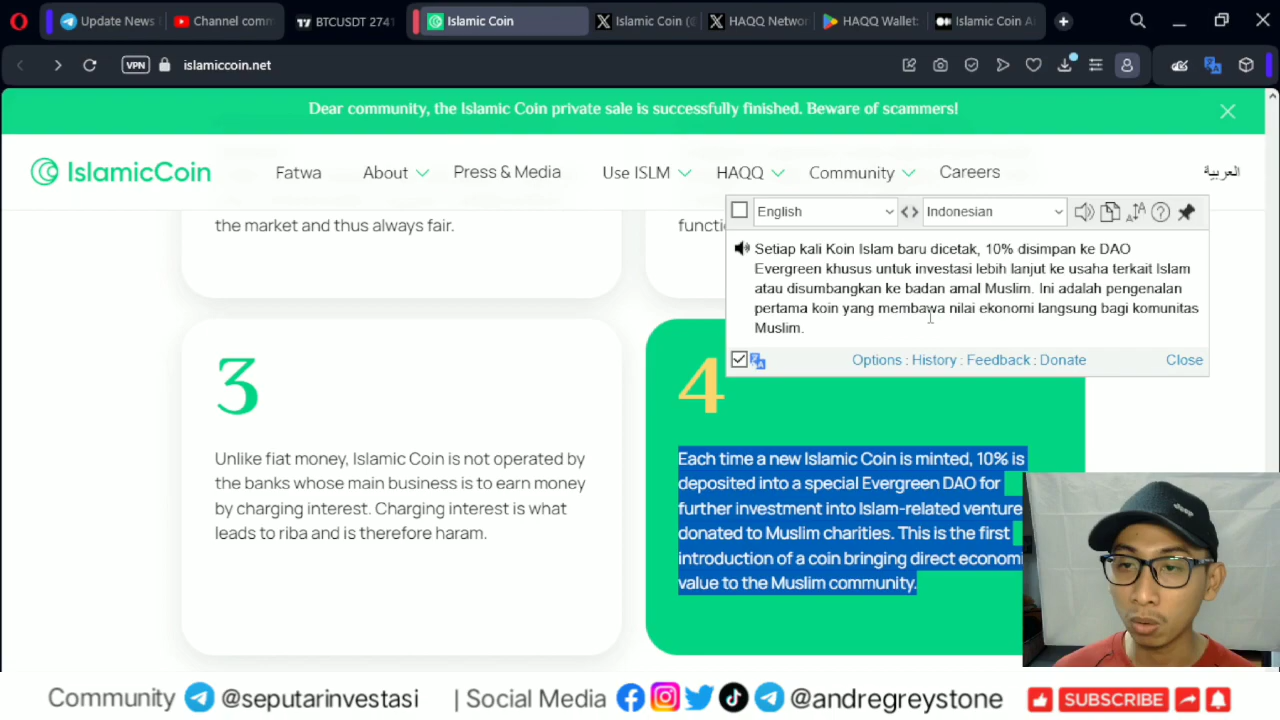 Update News
Channel comm
BTCUSDT 2741
Islamic Coin
Islamic Coin (
HAQQ Networ
HAQQ Wallet:
Islamic Coin A
VPN
islamiccoin.net
Dear community, the Islamic Coin private sale is successfully finished. Beware of scammers!
IslamicCoin
Fatwa
About
Press & Media
Use ISLM
HAQQ
Community
Careers
العربية
the market and thus always fair.
functi
English
Indonesian
Setiap kali Koin Islam baru dicetak, 10% disimpan ke DAO
Evergreen khusus untuk investasi lebih lanjut ke usaha terkait Islam
atau disumbangkan ke badan amal Muslim. Ini adalah pengenalan
pertama koin yang membawa nilai ekonomi langsung bagi komunitas
Muslim.
Options : History : Feedback : Donate
Close
3
Unlike fiat money, Islamic Coin is not operated by
the banks whose main business is to earn money
by charging interest. Charging interest is what
leads to riba and is therefore haram.
4
Each time a new Islamic Coin is minted, 10% is
deposited into a special Evergreen DAO for
further investment into Islam-related venture
donated to Muslim charities. This is the first
introduction of a coin bringing direct economi
value to the Muslim community.
Jeep
Community @seputarinvestasi | Social Media @andregreystone SUBSCRIBE